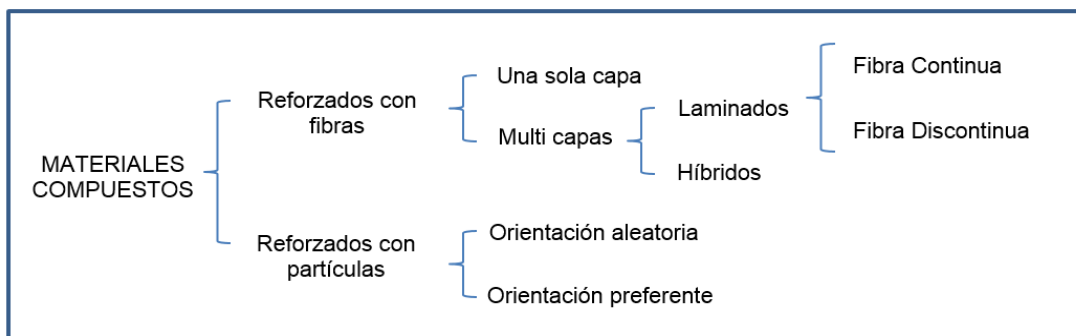 MATERIALES
COMPUESTOS
Reforzados con
fibras
Una sola capa
Multi capas
Laminados
Híbridos
Fibra Continua
Fibra Discontinua
Reforzados con
partículas
Orientación aleatoria
Orientación preferente